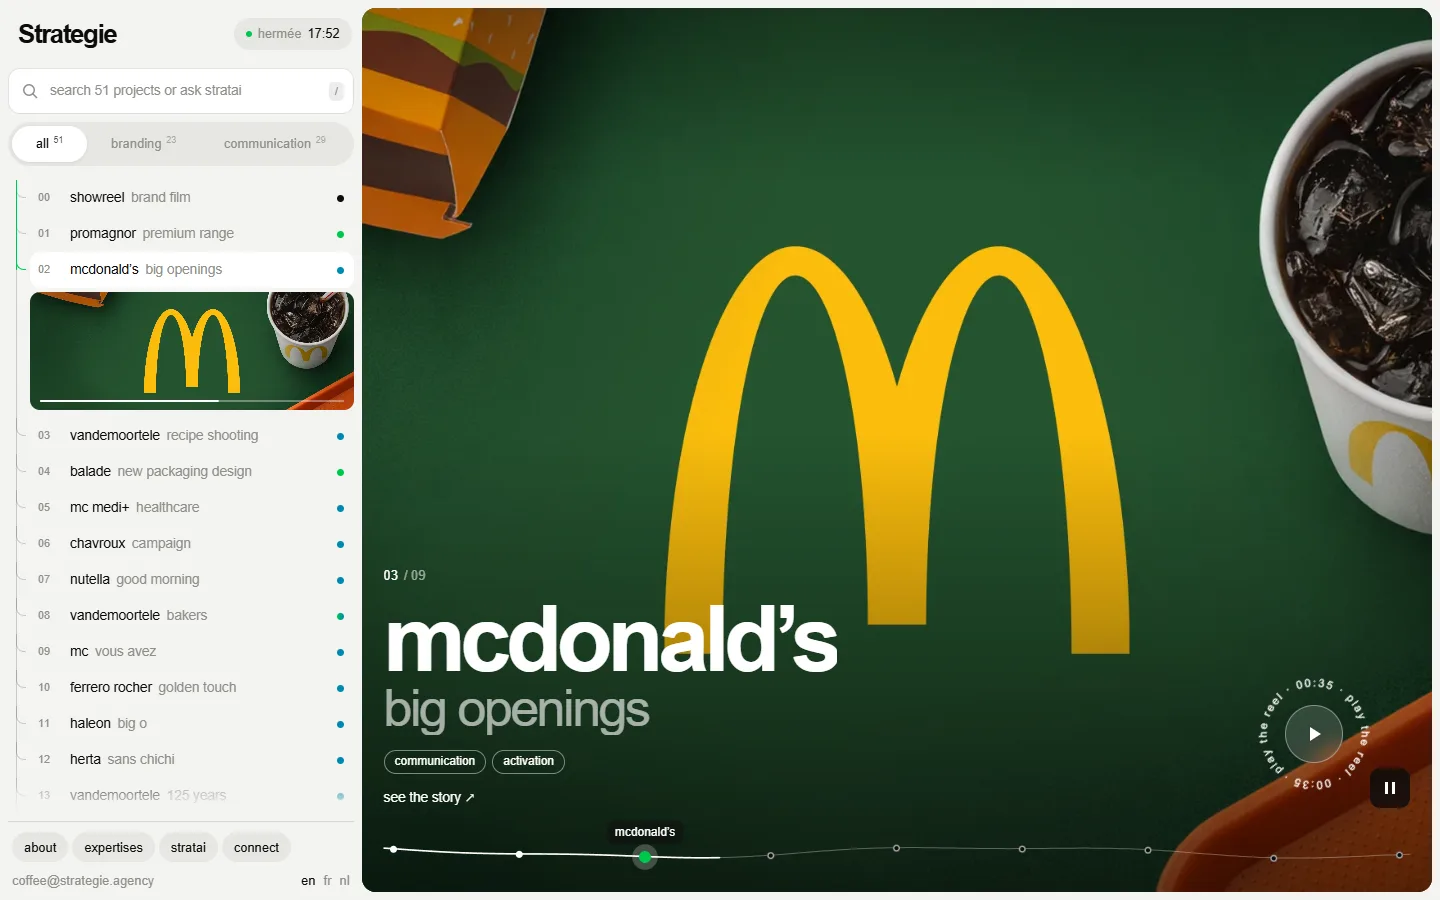 Strategie
hermée 17:52
search 51 projects or ask stratai /
all 51 branding 23 communication 29
00 showreel brand film
01 promagnor premium range
02 mcdonald’s big openings
03 vandemoortele recipe shooting
04 balade new packaging design
05 mc medi+ healthcare
06 chavroux campaign
07 nutella good morning
08 vandemoortele bakers
09 mc vous avez
10 ferrero rocher golden touch
11 haleon big o
12 herta sans chichi
13 vandemoortele 125 years
about expertises stratai connect
coffee@strategie.agency en fr nl
03 / 09
mcdonald’s
big openings
communication activation
see the story ↗
mcdonald’s
00:35 · play the reel · 00:35 · play the reel ·